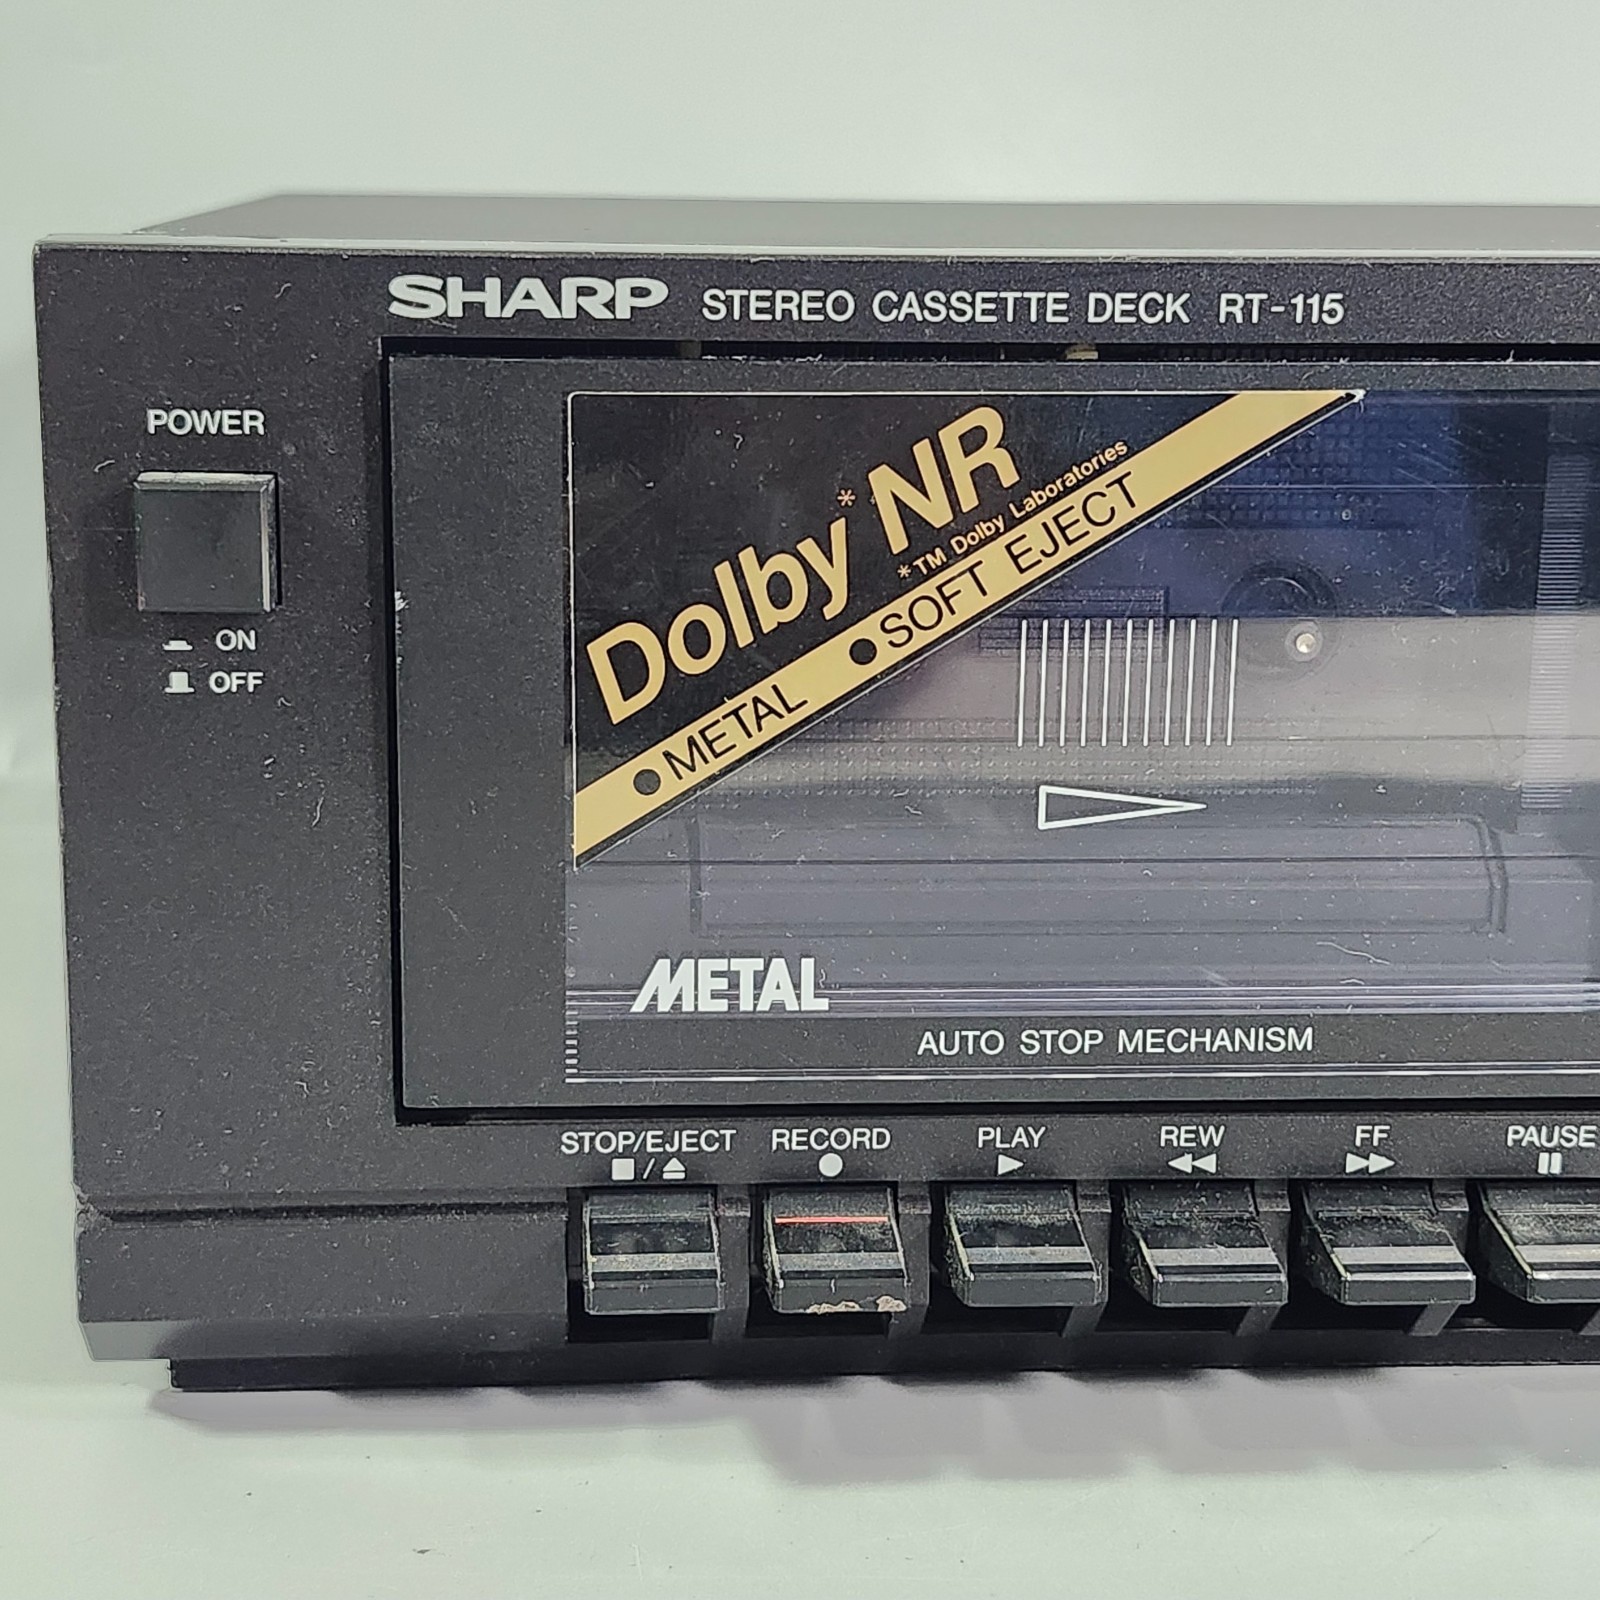 SHARP STEREO CASSETTE DECK RT-115
POWER
ON
OFF
Dolby* NR
*TM Dolby Laboratories
●METAL ●SOFT EJECT
METAL
AUTO STOP MECHANISM
STOP/EJECT RECORD PLAY REW FF PAUSE